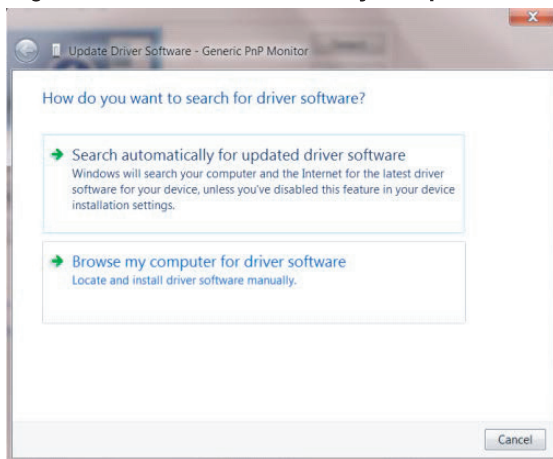 Update Driver Software - Generic PnP Monitor
How do you want to search for driver software?
Search automatically for updated driver software
Windows will search your computer and the Internet for the latest driver
software for your device, unless you've disabled this feature in your device
installation settings.
Browse my computer for driver software
Locate and install driver software manually.
Cancel